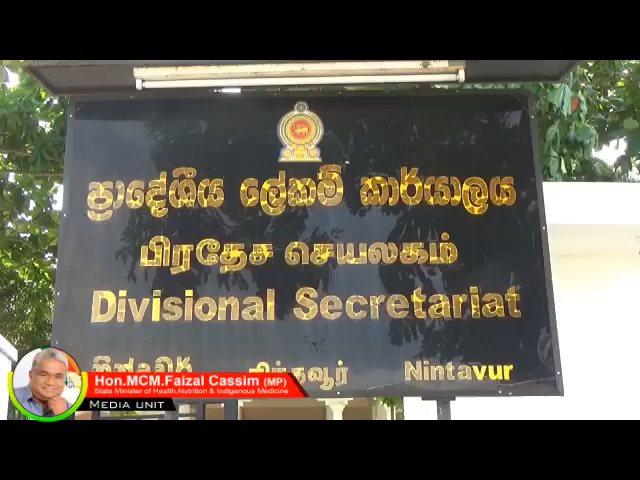 ප්‍රාදේශීය ලේකම් කාර්යාලය
பிரதேச செயலகம்
Divisional Secretariat
Nintavur
Hon.MCM.Faizal Cassim (MP)
State Minister of Health,Nutrition & Indigenous Medicine
MEDIA UNIT